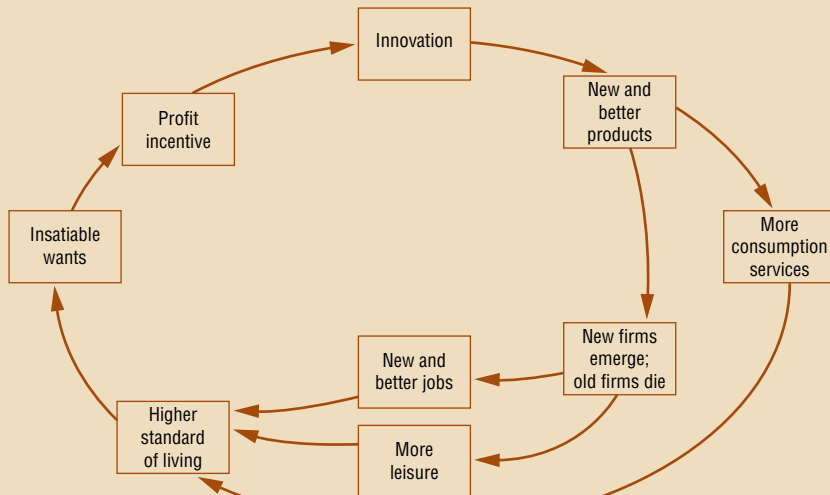 Innovation
New and
better
products
Profit
incentive
More
consumption
services
Insatiable
wants
New firms
emerge;
old firms die
New and
better jobs
Higher
standard
of living
More
leisure